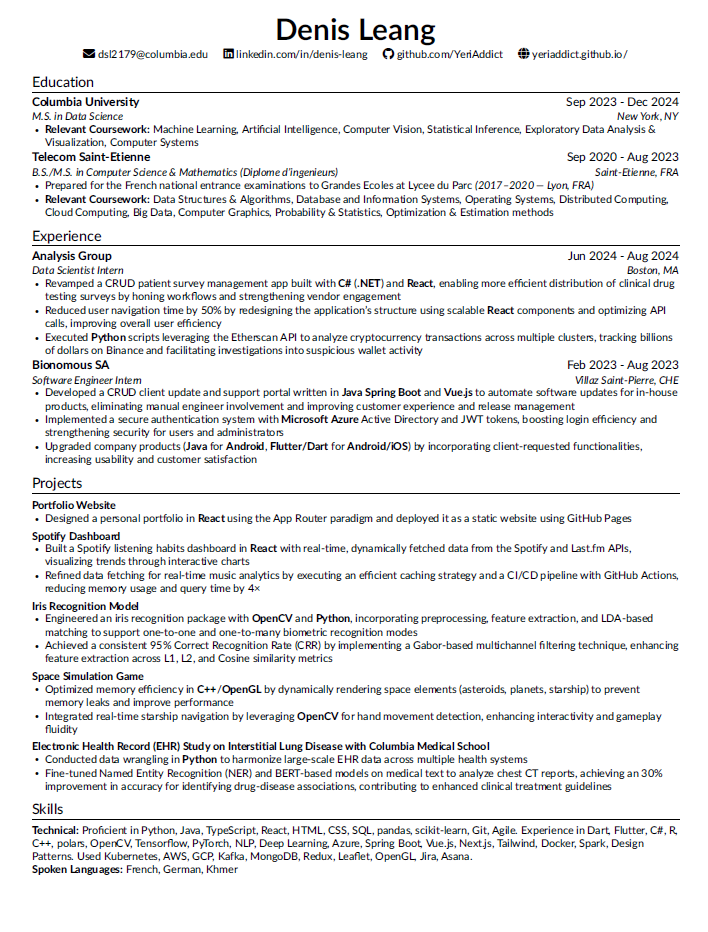 Denis Leang
dsl2179@columbia.edu linkedin.com/in/denis-leang github.com/YeriAddict yeriaddict.github.io/
Education
Columbia University Sep 2023 - Dec 2024
M.S. in Data Science New York, NY
• Relevant Coursework: Machine Learning, Artificial Intelligence, Computer Vision, Statistical Inference, Exploratory Data Analysis &
Visualization, Computer Systems
Telecom Saint-Etienne Sep 2020 - Aug 2023
B.S./M.S. in Computer Science & Mathematics (Diplome d'ingenieurs) Saint-Etienne, FRA
• Prepared for the French national entrance examinations to Grandes Ecoles at Lycee du Parc (2017–2020 — Lyon, FRA)
• Relevant Coursework: Data Structures & Algorithms, Database and Information Systems, Operating Systems, Distributed Computing,
Cloud Computing, Big Data, Computer Graphics, Probability & Statistics, Optimization & Estimation methods
Experience
Analysis Group Jun 2024 - Aug 2024
Data Scientist Intern Boston, MA
• Revamped a CRUD patient survey management app built with C# (.NET) and React, enabling more efficient distribution of clinical drug
testing surveys by honing workflows and strengthening vendor engagement
• Reduced user navigation time by 50% by redesigning the application's structure using scalable React components and optimizing API
calls, improving overall user efficiency
• Executed Python scripts leveraging the Etherscan API to analyze cryptocurrency transactions across multiple clusters, tracking billions
of dollars on Binance and facilitating investigations into suspicious wallet activity
Bionomous SA Feb 2023 - Aug 2023
Software Engineer Intern Villaz Saint-Pierre, CHE
• Developed a CRUD client update and support portal written in Java Spring Boot and Vue.js to automate software updates for in-house
products, eliminating manual engineer involvement and improving customer experience and release management
• Implemented a secure authentication system with Microsoft Azure Active Directory and JWT tokens, boosting login efficiency and
strengthening security for users and administrators
• Upgraded company products (Java for Android, Flutter/Dart for Android/iOS) by incorporating client-requested functionalities,
increasing usability and customer satisfaction
Projects
Portfolio Website
• Designed a personal portfolio in React using the App Router paradigm and deployed it as a static website using GitHub Pages
Spotify Dashboard
• Built a Spotify listening habits dashboard in React with real-time, dynamically fetched data from the Spotify and Last.fm APIs,
visualizing trends through interactive charts
• Refined data fetching for real-time music analytics by executing an efficient caching strategy and a CI/CD pipeline with GitHub Actions,
reducing memory usage and query time by 4×
Iris Recognition Model
• Engineered an iris recognition package with OpenCV and Python, incorporating preprocessing, feature extraction, and LDA-based
matching to support one-to-one and one-to-many biometric recognition modes
• Achieved a consistent 95% Correct Recognition Rate (CRR) by implementing a Gabor-based multichannel filtering technique, enhancing
feature extraction across L1, L2, and Cosine similarity metrics
Space Simulation Game
• Optimized memory efficiency in C++/OpenGL by dynamically rendering space elements (asteroids, planets, starship) to prevent
memory leaks and improve performance
• Integrated real-time starship navigation by leveraging OpenCV for hand movement detection, enhancing interactivity and gameplay
fluidity
Electronic Health Record (EHR) Study on Interstitial Lung Disease with Columbia Medical School
• Conducted data wrangling in Python to harmonize large-scale EHR data across multiple health systems
• Fine-tuned Named Entity Recognition (NER) and BERT-based models on medical text to analyze chest CT reports, achieving an 30%
improvement in accuracy for identifying drug-disease associations, contributing to enhanced clinical treatment guidelines
Skills
Technical: Proficient in Python, Java, TypeScript, React, HTML, CSS, SQL, pandas, scikit-learn, Git, Agile. Experience in Dart, Flutter, C#, R,
C++, polars, OpenCV, Tensorflow, PyTorch, NLP, Deep Learning, Azure, Spring Boot, Vue.js, Next.js, Tailwind, Docker, Spark, Design
Patterns. Used Kubernetes, AWS, GCP, Kafka, MongoDB, Redux, Leaflet, OpenGL, Jira, Asana.
Spoken Languages: French, German, Khmer